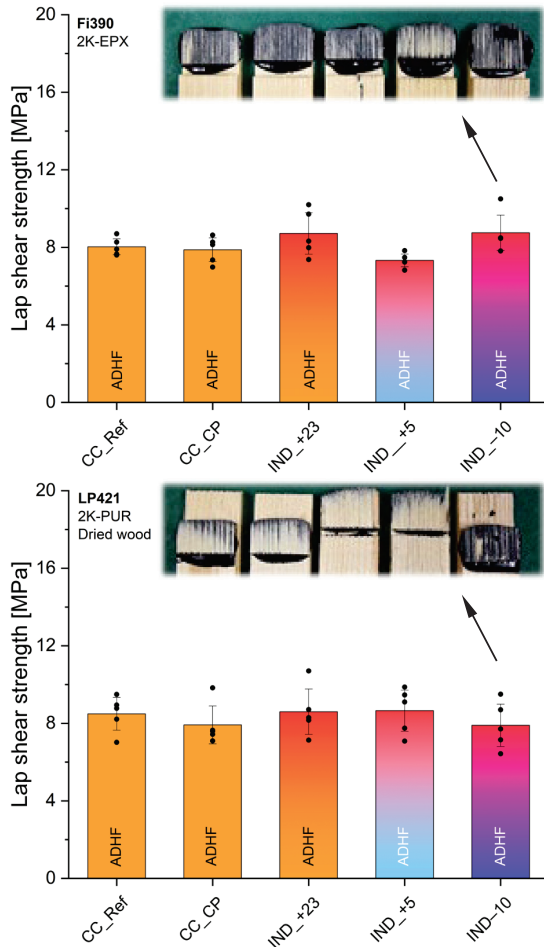 Fi390
2K-EPX
Lap shear strength [MPa]
20
16
12
8
4
0
ADHF
ADHF
ADHF
ADHF
ADHF
CC_Ref
CC_CP
IND_+23
IND__+5
IND_-10
LP421
2K-PUR
Dried wood
Lap shear strength [MPa]
20
16
12
8
4
0
ADHF
ADHF
ADHF
ADHF
ADHF
CC_Ref
CC_CP
IND_+23
IND_+5
IND-10